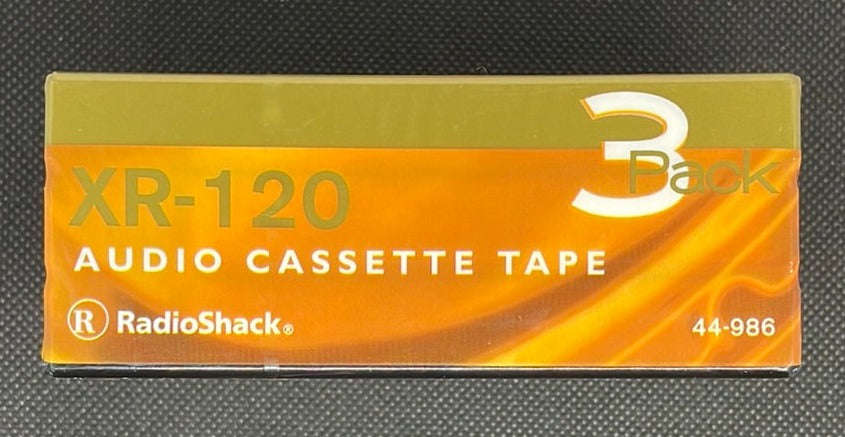 3 Pack
XR-120
AUDIO CASSETTE TAPE
R RadioShack®
44-986